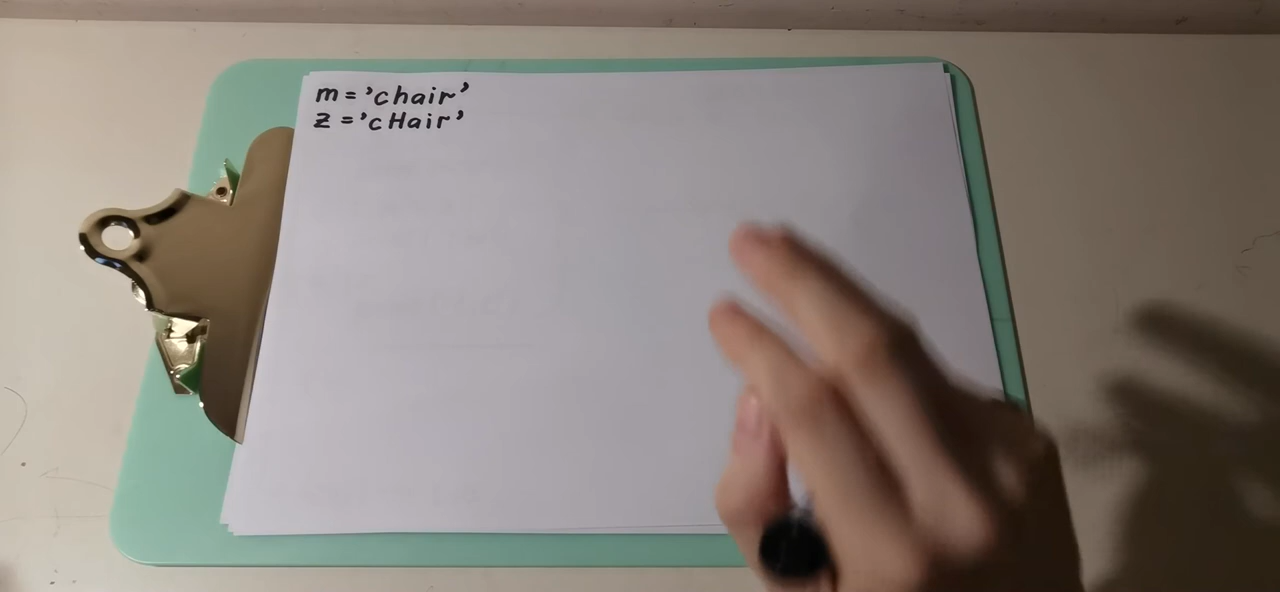 m = 'chair'
z = 'cHair'